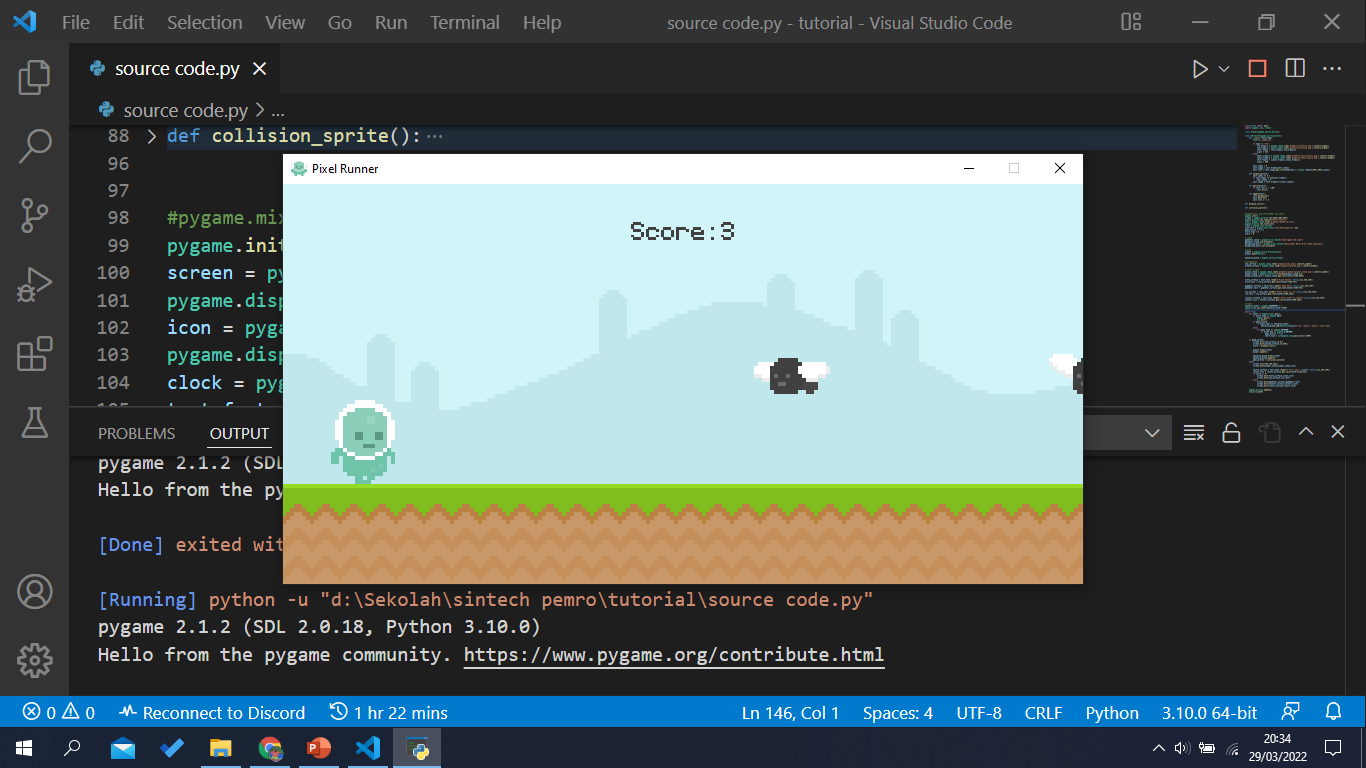 File Edit Selection View Go Run Terminal Help
source code.py - tutorial - Visual Studio Code
source code.py
source code.py > ...
88 def collision_sprite():
96
97
98 #pygame.mix
99 pygame.init
100 screen = py
101 pygame.disp
102 icon = pyga
103 pygame.disp
104 clock = pyg
Pixel Runner
Score:3
PROBLEMS OUTPUT
pygame 2.1.2 (SDL
Hello from the py
[Done] exited wit
[Running] python -u "d:\Sekolah\sintech pemro\tutorial\source code.py"
pygame 2.1.2 (SDL 2.0.18, Python 3.10.0)
Hello from the pygame community. https://www.pygame.org/contribute.html
0 0 Reconnect to Discord 1 hr 22 mins
Ln 146, Col 1 Spaces: 4 UTF-8 CRLF Python 3.10.0 64-bit
20:34
29/03/2022